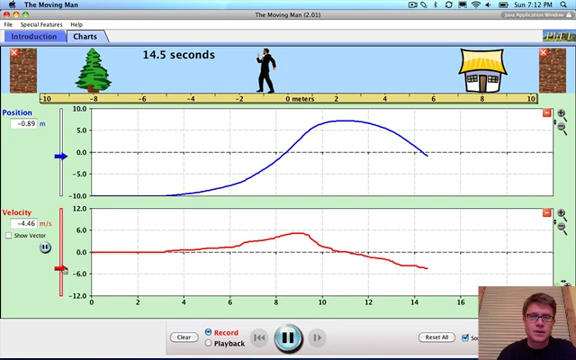 The Moving Man
Sun 7:12 PM
The Moving Man (2.01)
Java Application Window
File Special Features Help
Introduction Charts PhET
14.5 seconds
-10 -8 -6 -4 -2 0 meters 2 4 6 8 10
Position
-0.89 m
10.0
5.0
0.0
-5.0
-10.0
Velocity
-4.46 m/s
Show Vector
12.0
6.0
0.0
-6.0
-12.0
0 2 4 6 8 10 12 14 16
Clear
Record
Playback
Reset All